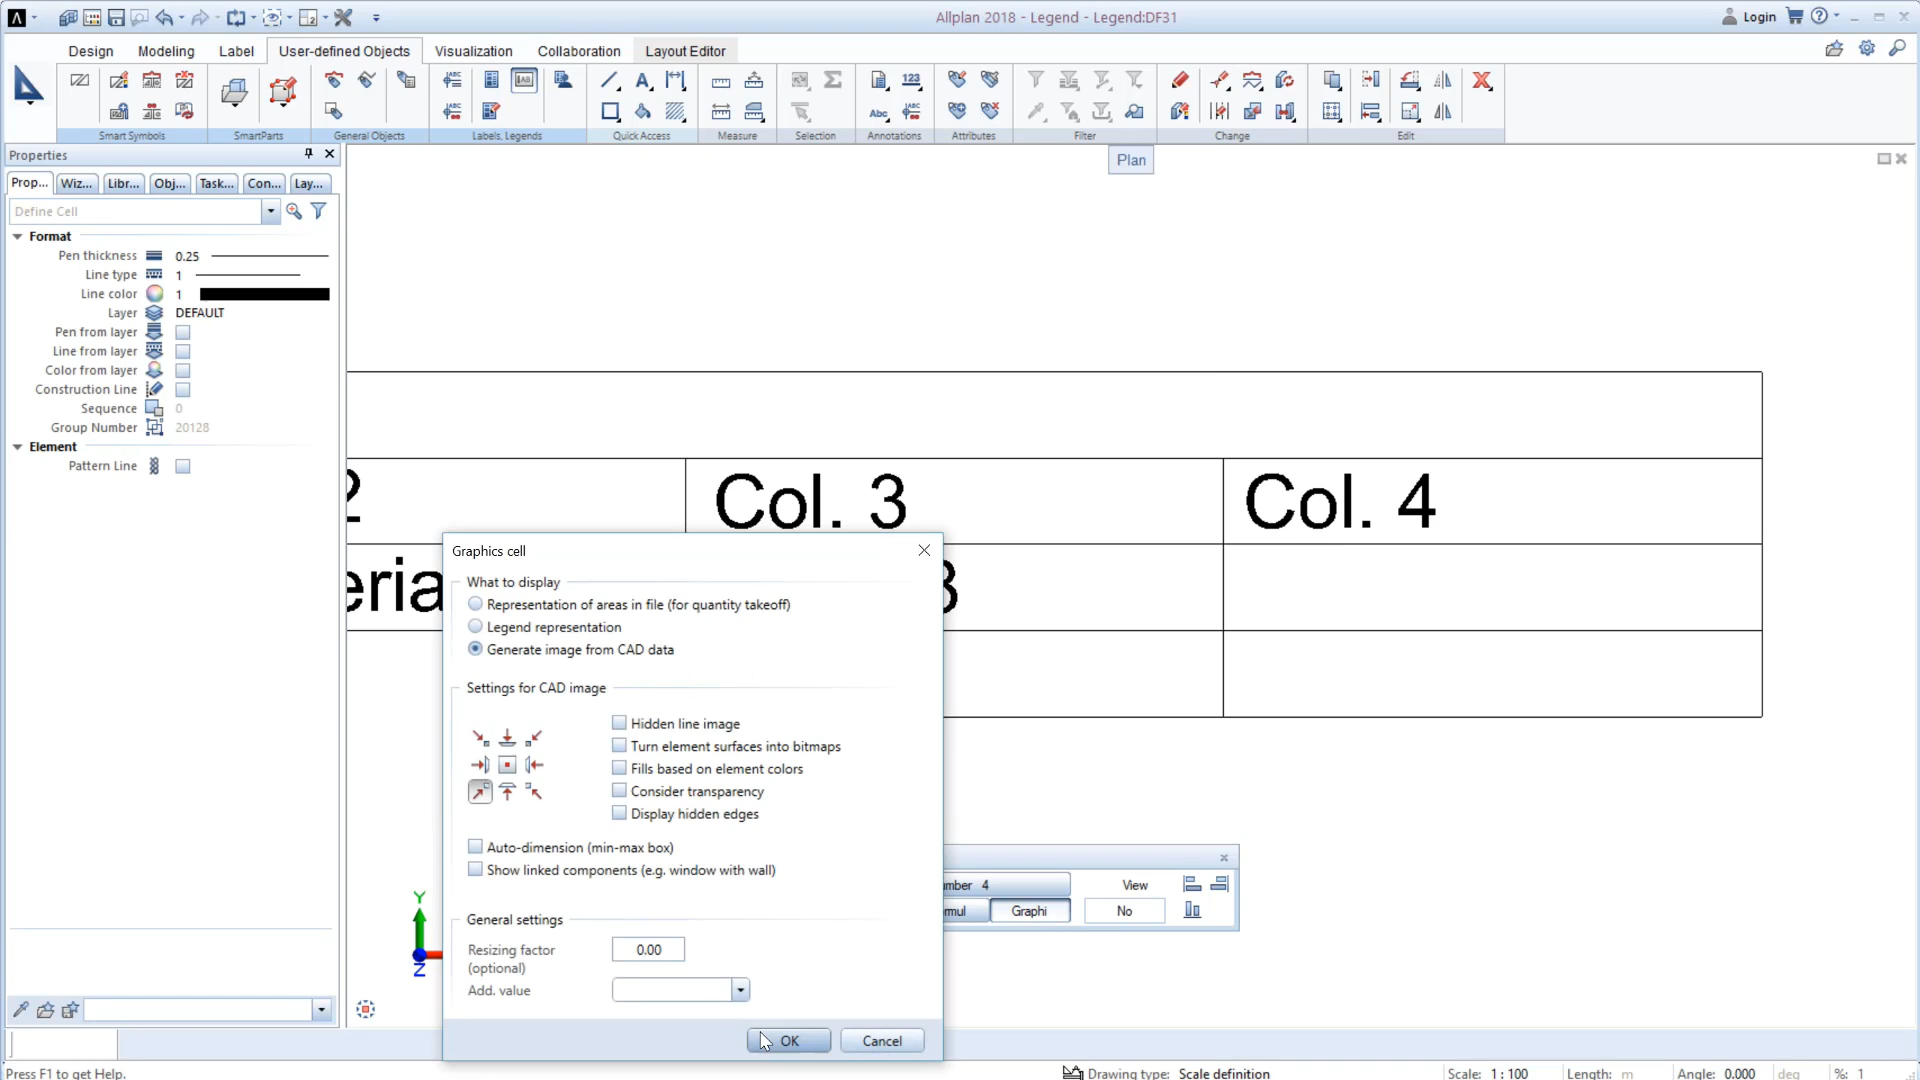 Allplan 2018 - Legend - Legend:DF31
Login
Design Modeling Label User-defined Objects Visualization Collaboration Layout Editor
Smart Symbols SmartParts General Objects Labels, Legends Quick Access Measure Selection Annotations Attributes Filter Change Edit
Properties
Prop... Wiz... Libr... Obj... Task... Con... Lay...
Define Cell
Format
Pen thickness 0.25
Line type 1
Line color 1
Layer DEFAULT
Pen from layer
Line from layer
Color from layer
Construction Line
Sequence 0
Group Number 20128
Element
Pattern Line
Plan
2 Col. 3 Col. 4
eria
Graphics cell
What to display
Representation of areas in file (for quantity takeoff)
Legend representation
Generate image from CAD data
Settings for CAD image
Hidden line image
Turn element surfaces into bitmaps
Fills based on element colors
Consider transparency
Display hidden edges
Auto-dimension (min-max box)
Show linked components (e.g. window with wall)
General settings
Resizing factor (optional) 0.00
Add. value
OK Cancel
mber 4 View
mul Graphi No
Y
Z
Press F1 to get Help.
Drawing type: Scale definition Scale: 1:100 Length: m Angle: 0.000 deg %: 1